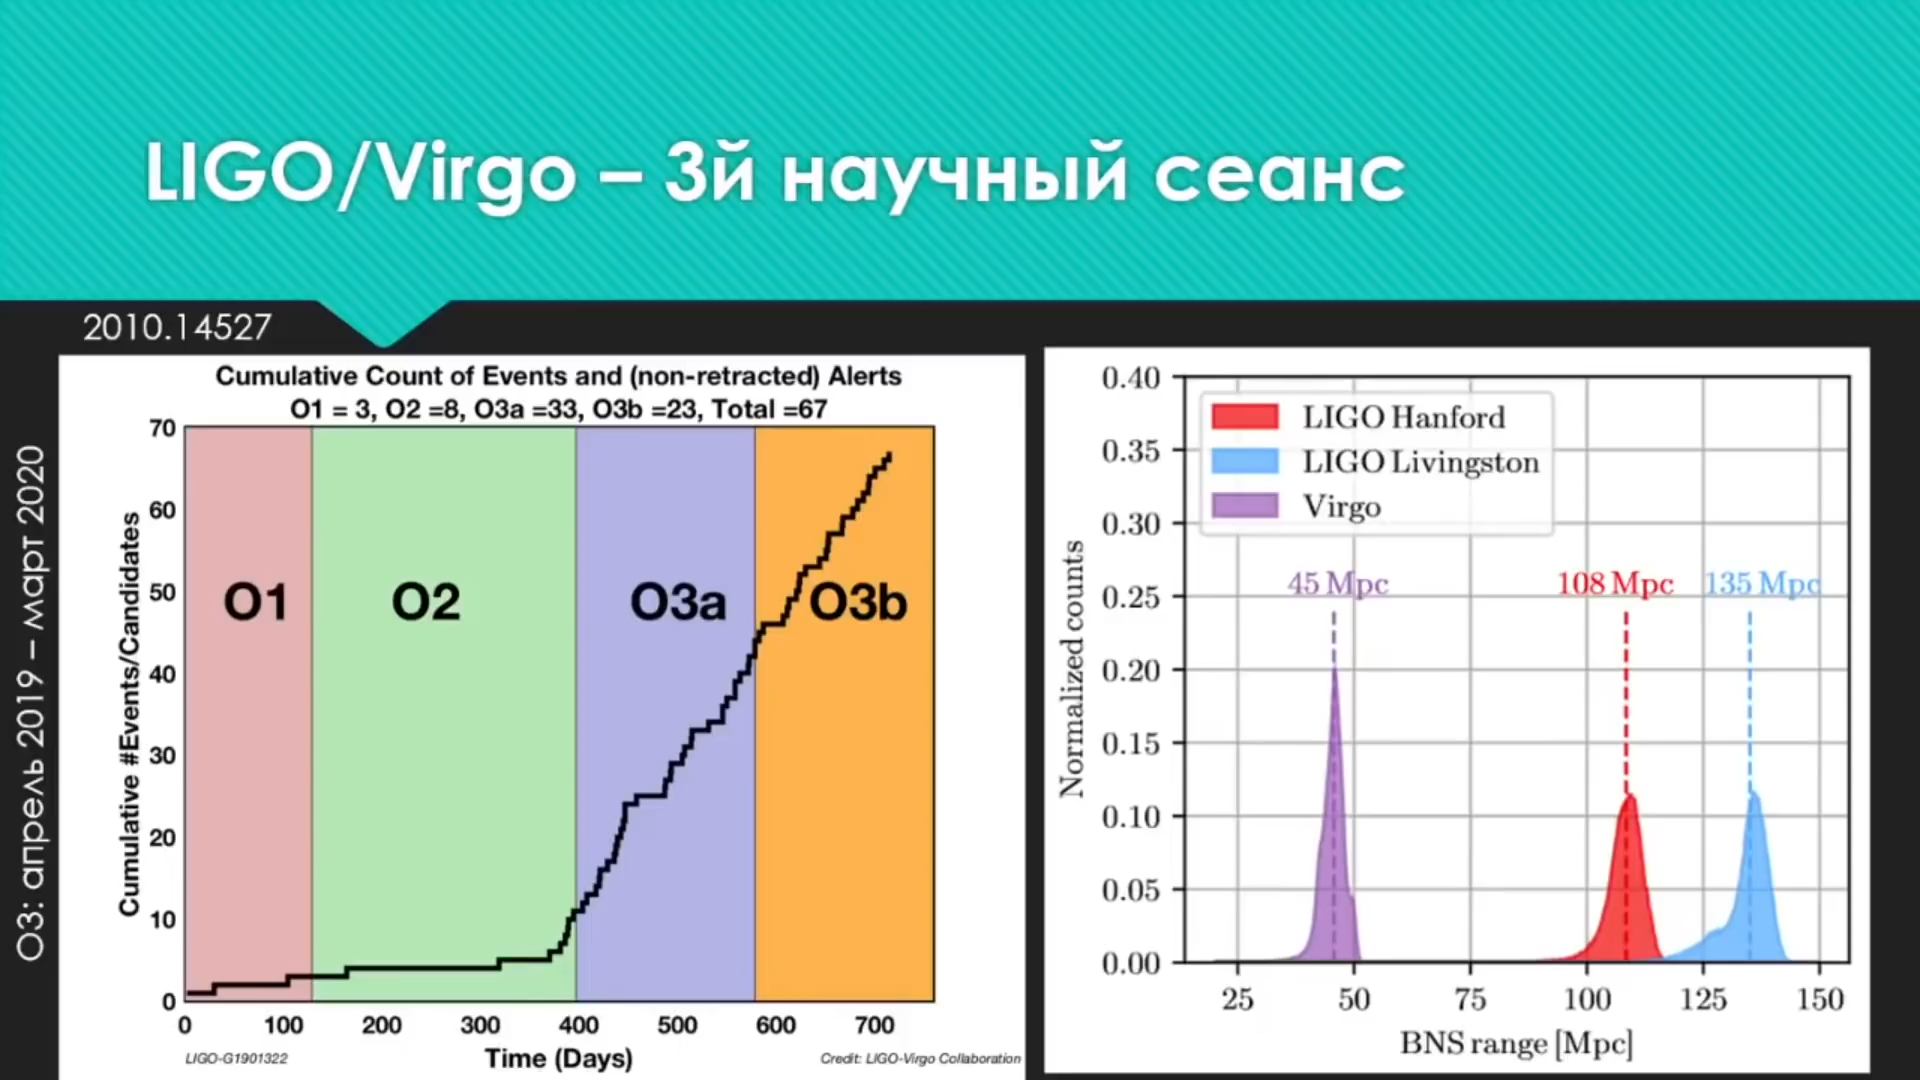 LIGO/Virgo – 3й научный сеанс
2010.14527
О3: апрель 2019 – март 2020
Cumulative Count of Events and (non-retracted) Alerts
O1 = 3, O2 =8, O3a =33, O3b =23, Total =67
Cumulative #Events/Candidates
70
60
50
40
30
20
10
0
O1
O2
O3a
O3b
0 100 200 300 400 500 600 700
LIGO-G1901322
Time (Days)
Credit: LIGO-Virgo Collaboration
Normalized counts
0.40
0.35
0.30
0.25
0.20
0.15
0.10
0.05
0.00
LIGO Hanford
LIGO Livingston
Virgo
45 Mpc
108 Mpc
135 Mpc
25 50 75 100 125 150
BNS range [Mpc]